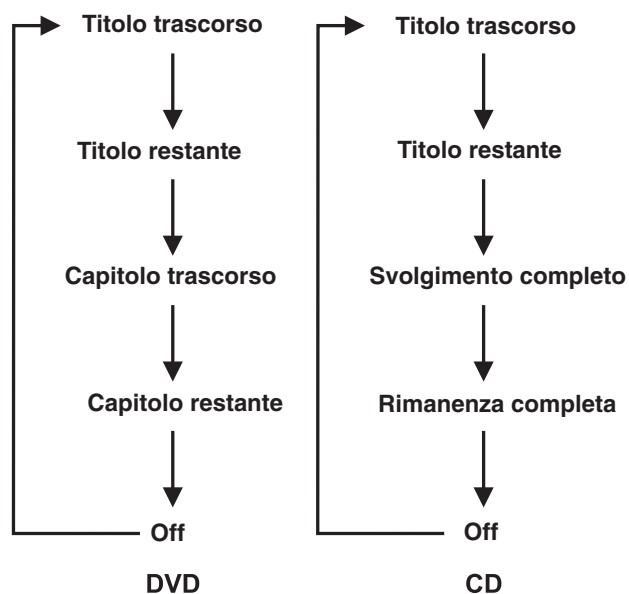 Titolo trascorso
Titolo restante
Capitolo trascorso
Capitolo restante
Off
DVD
Titolo trascorso
Titolo restante
Svolgimento completo
Rimanenza completa
Off
CD